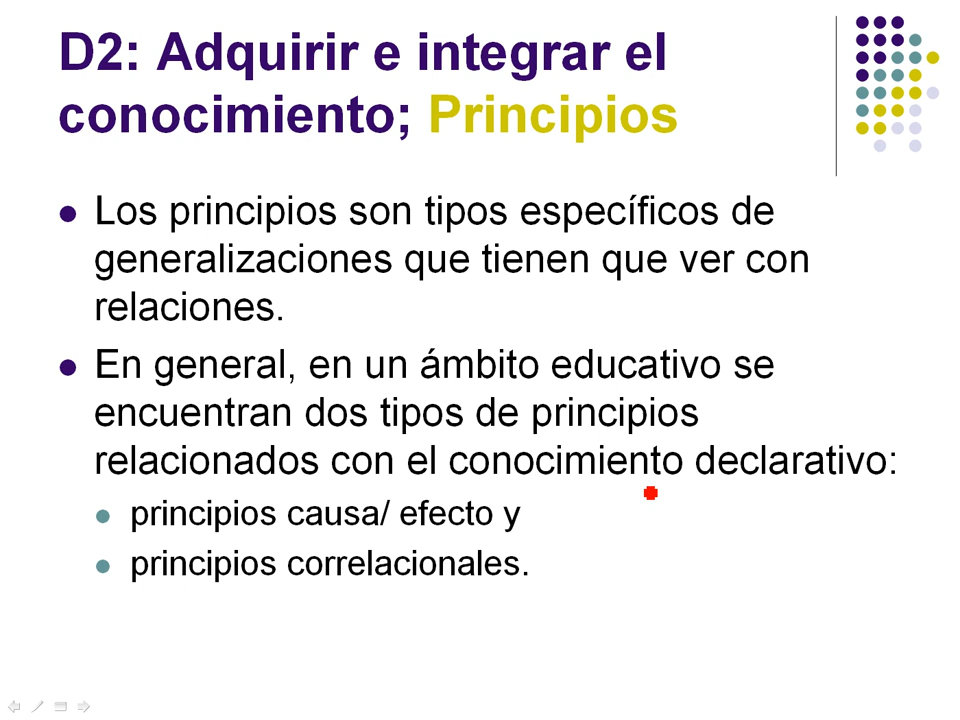 D2: Adquirir e integrar el
conocimiento; Principios
Los principios son tipos específicos de
generalizaciones que tienen que ver con
relaciones.
En general, en un ámbito educativo se
encuentran dos tipos de principios
relacionados con el conocimiento declarativo:
principios causa/ efecto y
principios correlacionales.